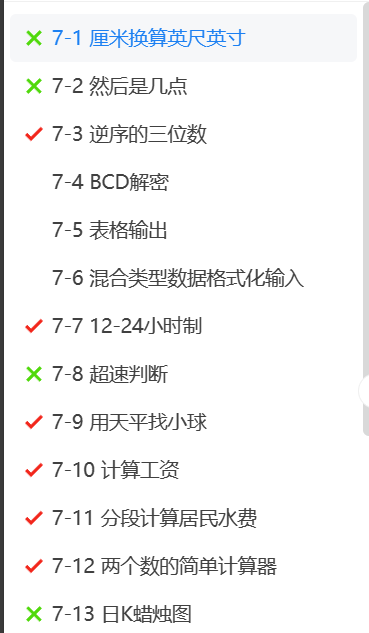 7-1 厘米换算英尺英寸
7-2 然后是几点
7-3 逆序的三位数
7-4 BCD解密
7-5 表格输出
7-6 混合类型数据格式化输入
7-7 12-24小时制
7-8 超速判断
7-9 用天平找小球
7-10 计算工资
7-11 分段计算居民水费
7-12 两个数的简单计算器
7-13 日K蜡烛图